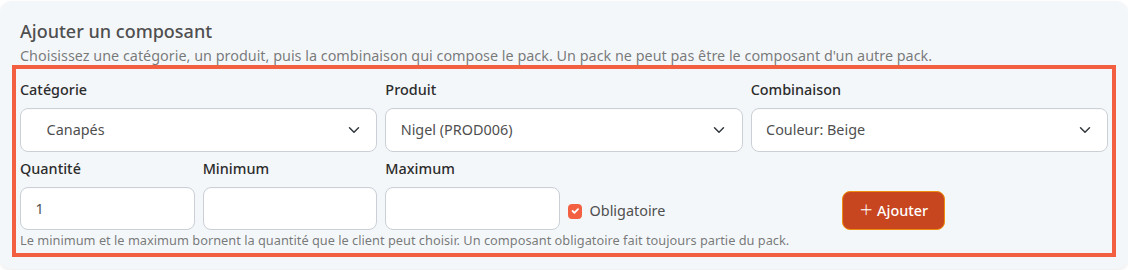 Ajouter un composant
Choisissez une catégorie, un produit, puis la combinaison qui compose le pack. Un pack ne peut pas être le composant d'un autre pack.
Catégorie Produit Combinaison
Canapés Nigel (PROD006) Couleur: Beige
Quantité Minimum Maximum
1 Obligatoire + Ajouter
Le minimum et le maximum bornent la quantité que le client peut choisir. Un composant obligatoire fait toujours partie du pack.